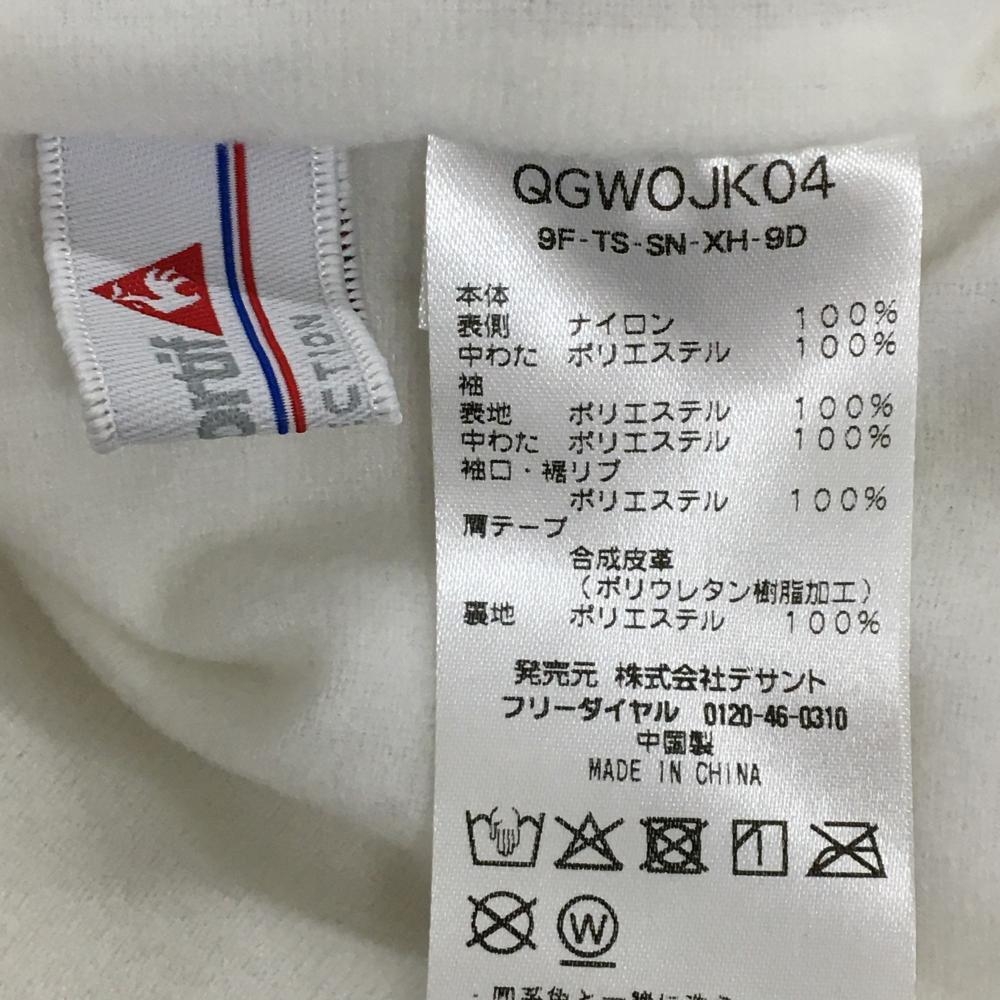 QGWOJK04
9F-TS-SN-XH-9D
本体
表側 ナイロン 100%
中わた ポリエステル 100%
袖
表地 ポリエステル 100%
中わた ポリエステル 100%
袖口・裾リブ
ポリエステル 100%
肩テープ
合成皮革
(ポリウレタン樹脂加工)
裏地 ポリエステル 100%
発売元 株式会社デサント
フリーダイヤル 0120-46-0310
中国製
MADE IN CHINA
W
ortif
CTION